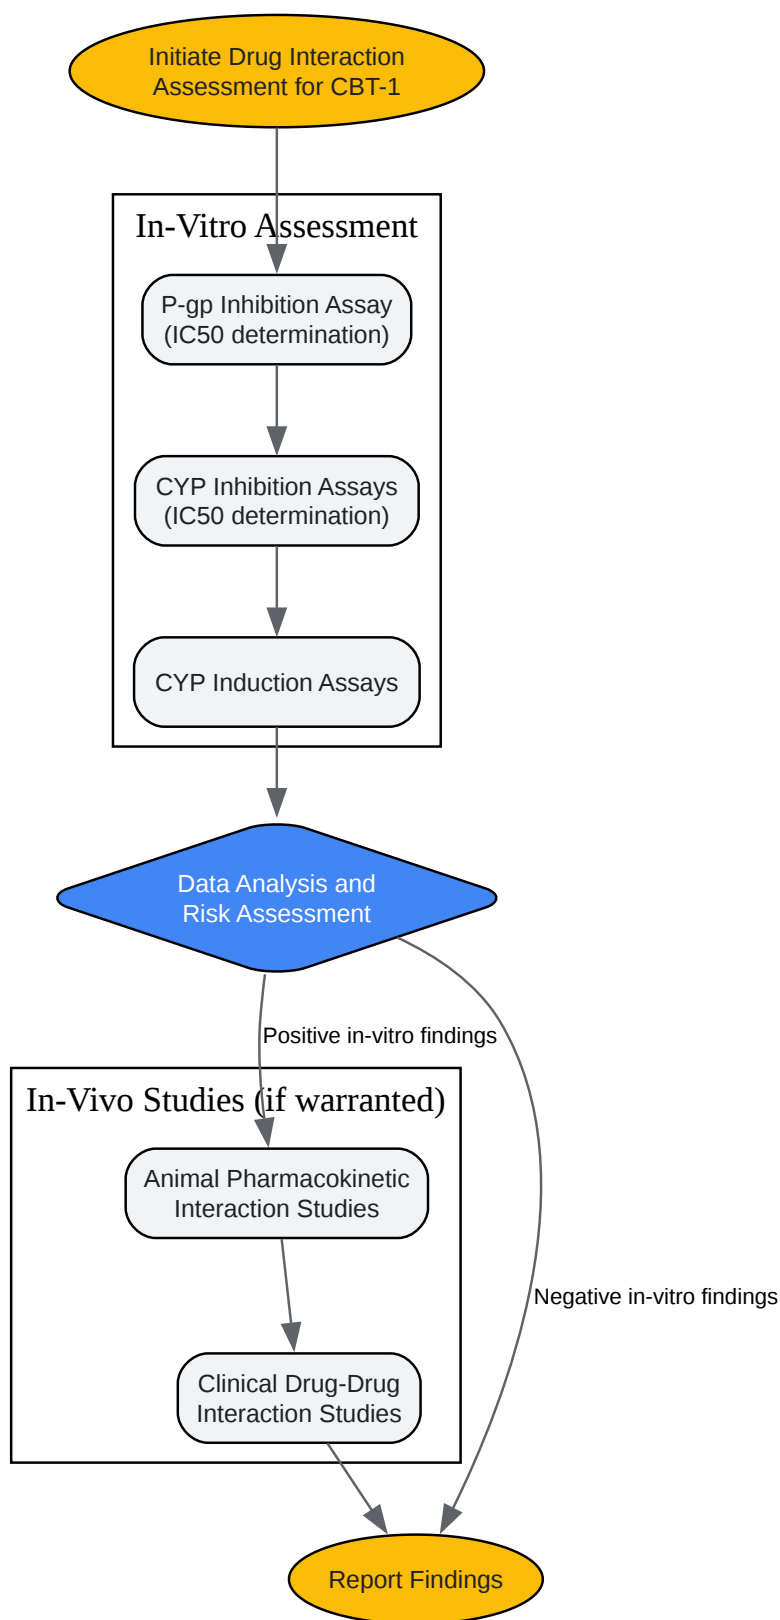 Initiate Drug Interaction
Assessment for CBT-1
In-Vitro Assessment
P-gp Inhibition Assay
(IC50 determination)
CYP Inhibition Assays
(IC50 determination)
CYP Induction Assays
Data Analysis and
Risk Assessment
Positive in-vitro findings
In-Vivo Studies (if warranted)
Animal Pharmacokinetic
Interaction Studies
Negative in-vitro findings
Clinical Drug-Drug
Interaction Studies
Report Findings